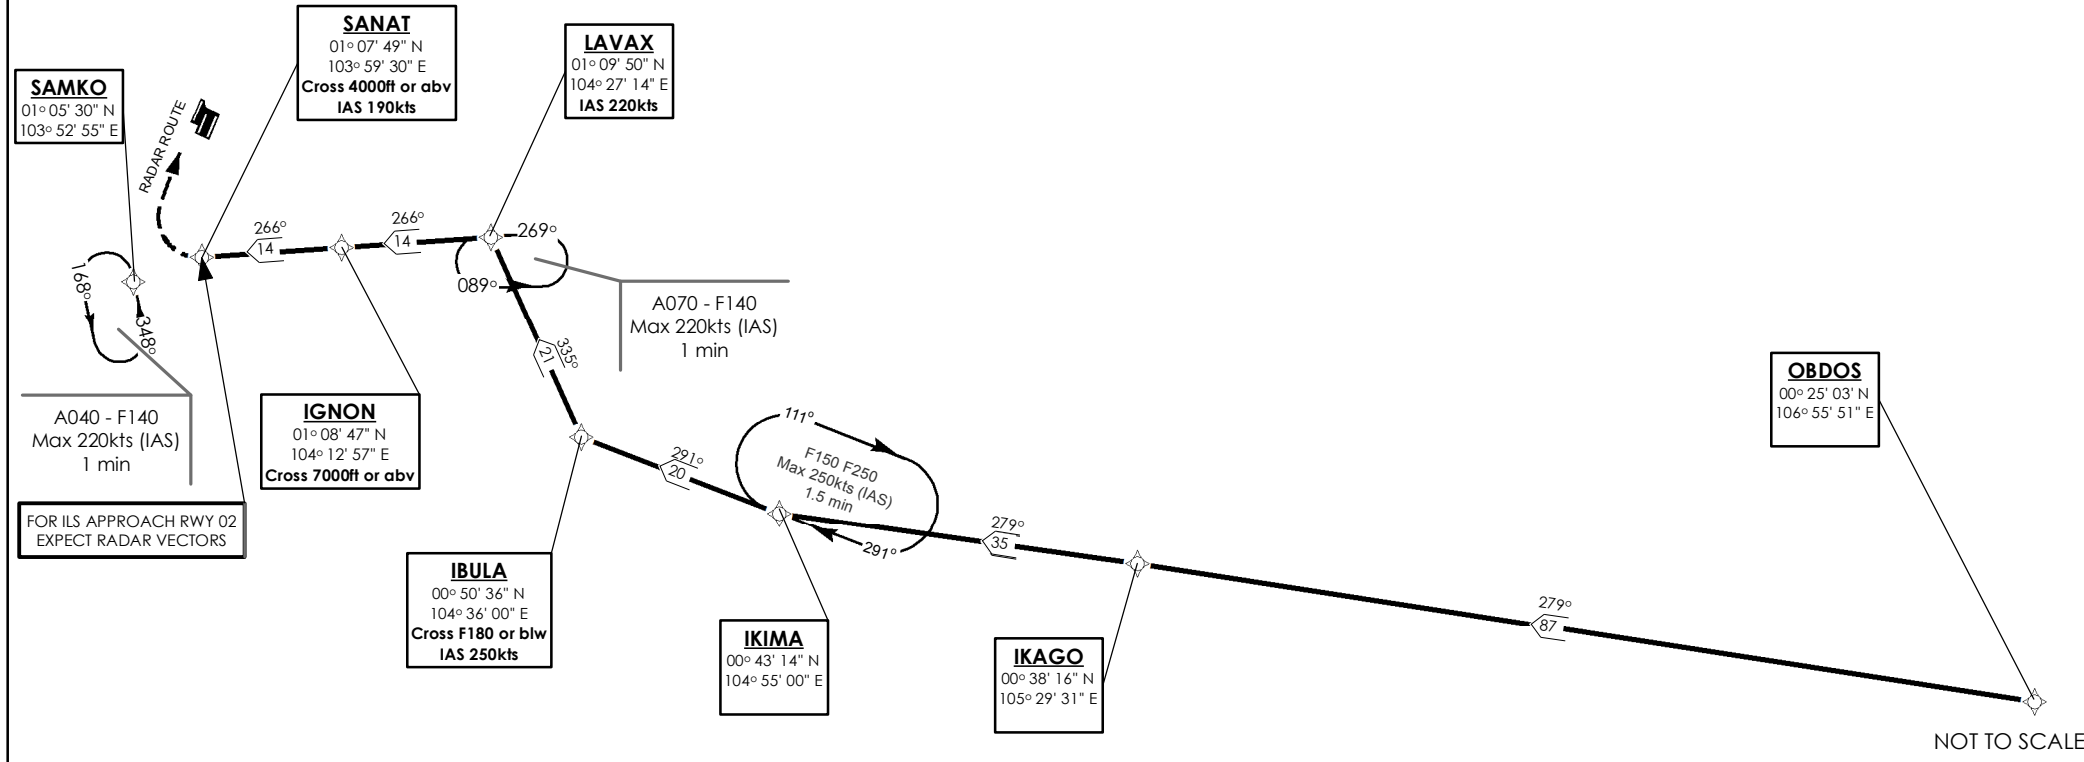 SANAT
01° 07' 49" N
103° 59' 30" E
Cross 4000ft or abv
IAS 190kts
LAVAX
01° 09' 50" N
104° 27' 14" E
IAS 220kts
SAMKO
01° 05' 30" N
103° 52' 55" E
RADAR ROUTE
266°
14
266°
14
269°
089°
168°
348°
A070 - F140
Max 220kts (IAS)
1 min
335°
21
A040 - F140
Max 220kts (IAS)
1 min
IGNON
01° 08' 47" N
104° 12' 57" E
Cross 7000ft or abv
FOR ILS APPROACH RWY 02
EXPECT RADAR VECTORS
291°
20
111°
F150 F250
Max 250kts (IAS)
1.5 min
291°
279°
35
OBDOS
00° 25' 03' N
106° 55' 51" E
IBULA
00° 50' 36" N
104° 36' 00" E
Cross F180 or blw
IAS 250kts
IKIMA
00° 43' 14" N
104° 55' 00" E
IKAGO
00° 38' 16" N
105° 29' 31" E
279°
87
NOT TO SCALE